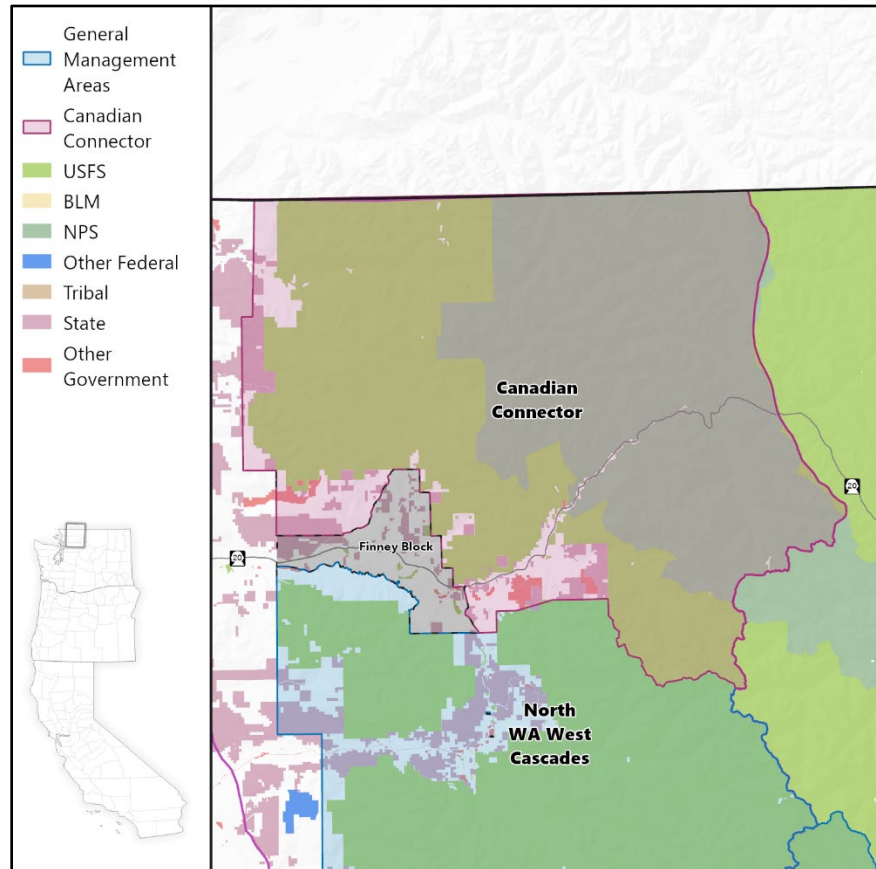 General
Management
Areas
Canadian
Connector
USFS
BLM
NPS
Other Federal
Tribal
State
Other
Government
Canadian
Connector
20
Finney Block
20
North
WA West
Cascades